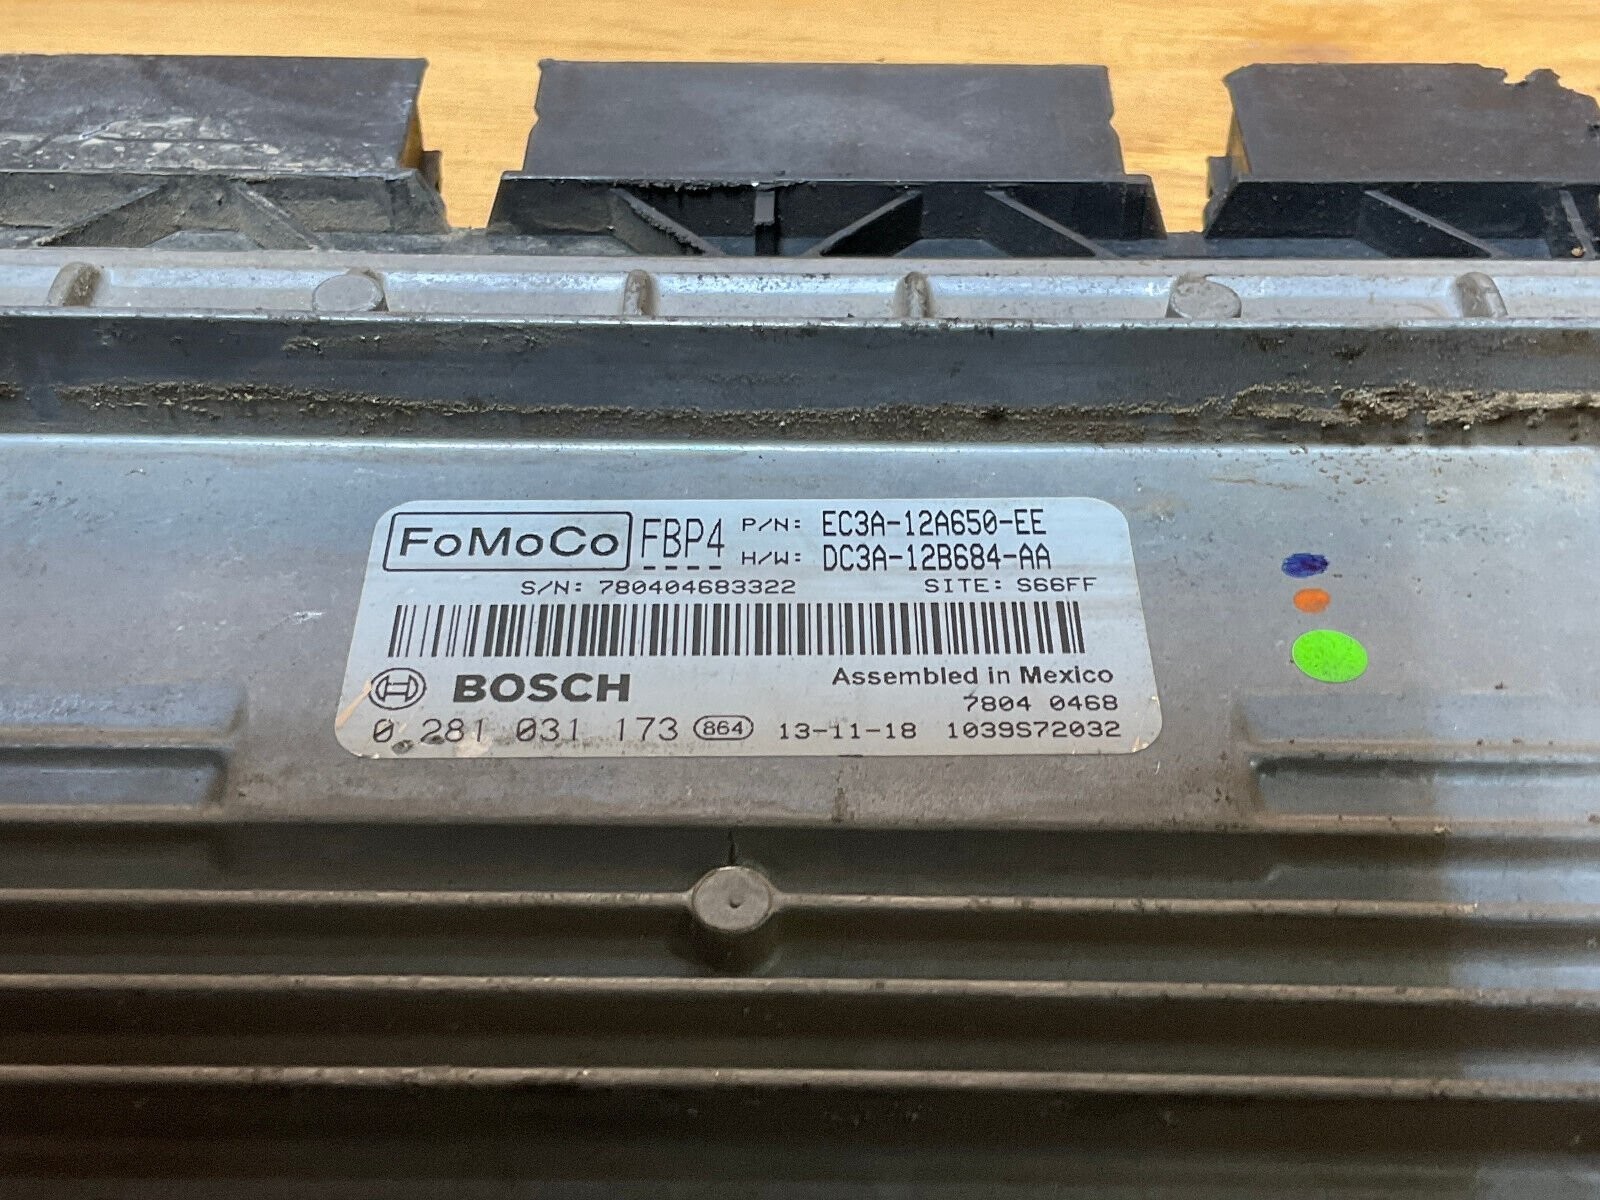 FoMoCo FBP4 P/N: EC3A-12A650-EE
H/W: DC3A-12B684-AA
S/N: 780404683322 SITE: S66FF
BOSCH Assembled in Mexico
7804 0468
0 281 031 173 864 13-11-18 1039S72032